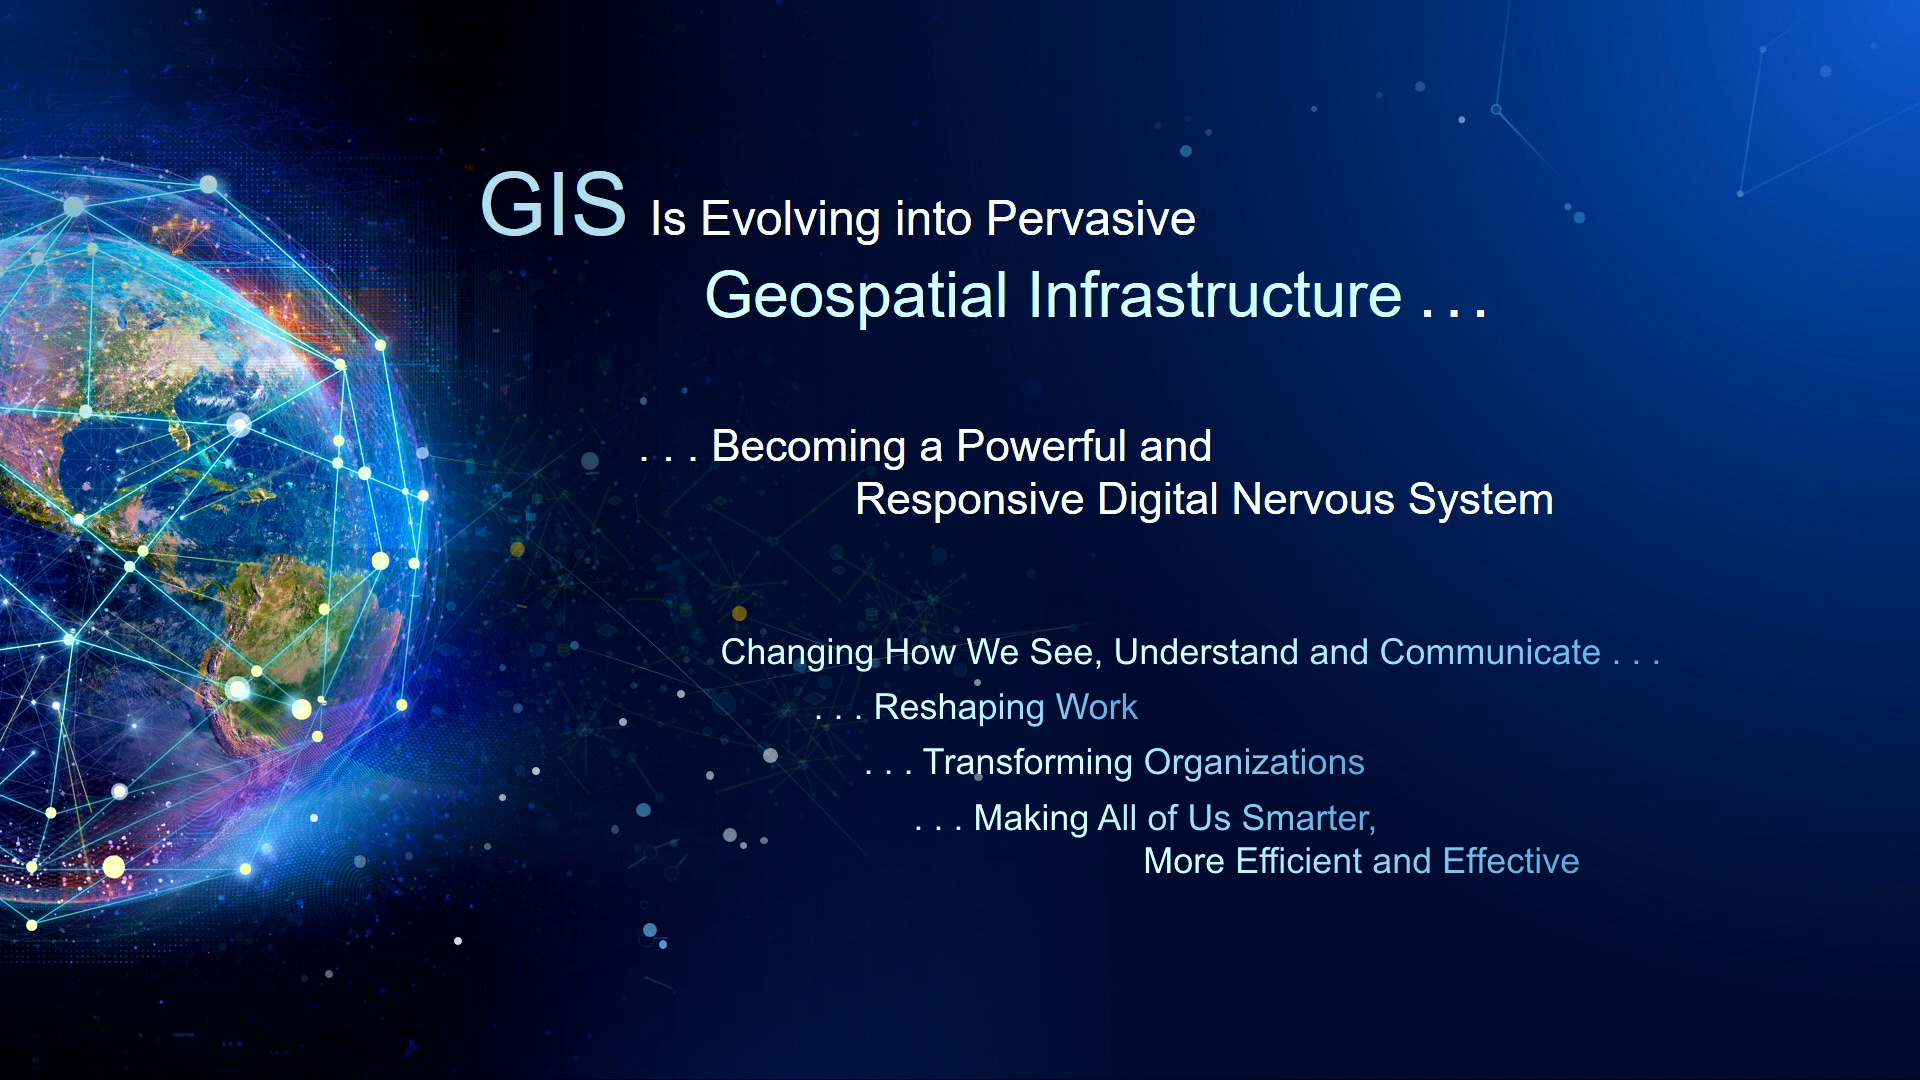 GIS Is Evolving into Pervasive
Geospatial Infrastructure . . .
. . . Becoming a Powerful and
Responsive Digital Nervous System
Changing How We See, Understand and Communicate . . .
. . . Reshaping Work
. . . Transforming Organizations
. . . Making All of Us Smarter,
More Efficient and Effective